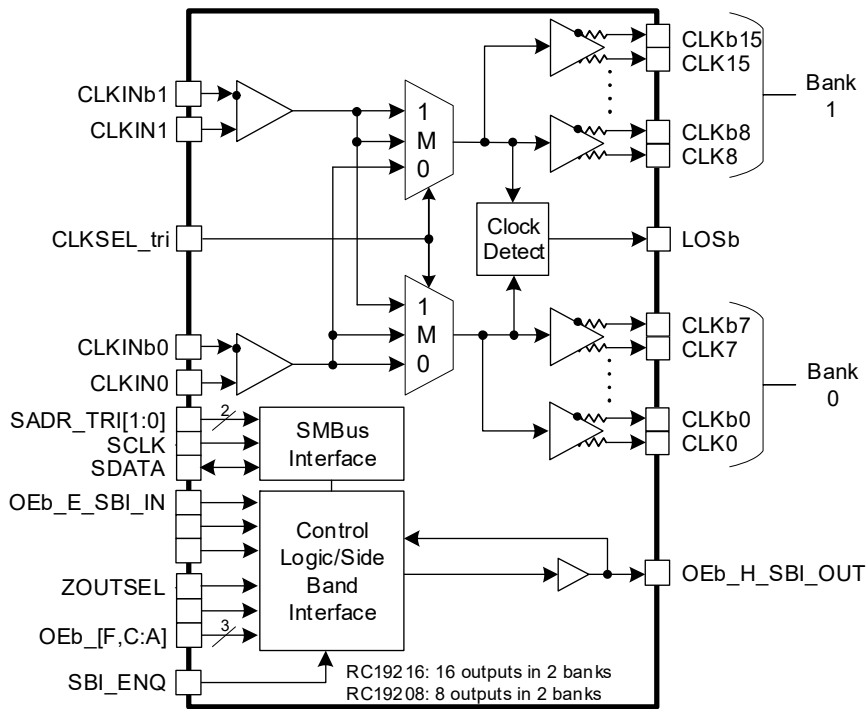 CLKb15
CLK15
Bank
1
CLKb8
CLK8
CLKINb1
CLKIN1
1
M
0
CLKSEL_tri
Clock
Detect
LOSb
1
M
0
CLKINb0
CLKIN0
CLKb7
CLK7
Bank
0
CLKb0
CLK0
SADR_TRI[1:0]
2
SCLK
SDATA
SMBus
Interface
OEb_E_SBI_IN
Control
Logic/Side
Band
Interface
ZOUTSEL
OEb_[F,C:A]
3
OEb_H_SBI_OUT
SBI_ENQ
RC19216: 16 outputs in 2 banks
RC19208: 8 outputs in 2 banks